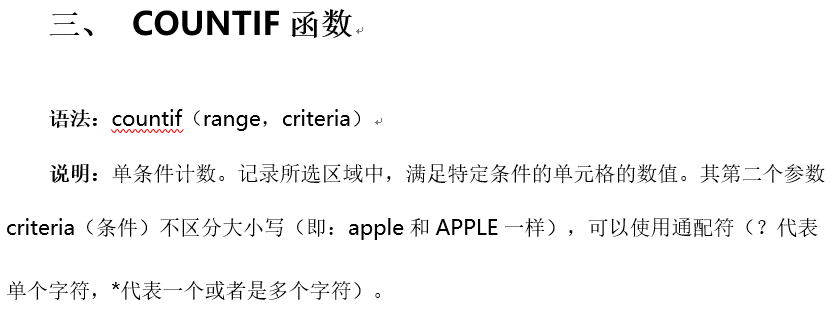 三、 COUNTIF 函数
语法：countif（range，criteria）
说明：单条件计数。记录所选区域中，满足特定条件的单元格的数值。其第二个参数
criteria（条件）不区分大小写（即：apple 和 APPLE 一样），可以使用通配符（？代表
单个字符，*代表一个或者是多个字符）。